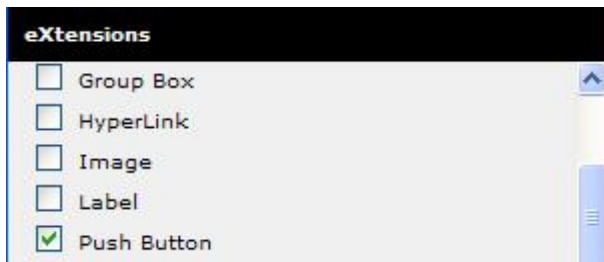 eXtensions
Group Box
HyperLink
Image
Label
Push Button